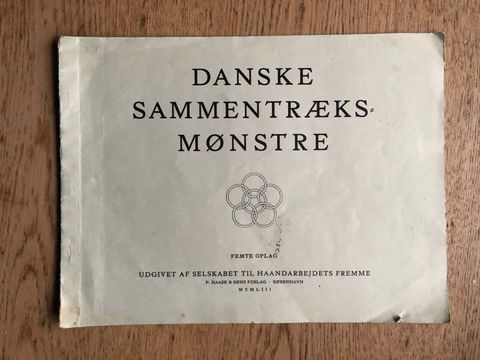 DANSKE
SAMMENTRÆKS=
MØNSTRE
FEMTE OPLAG
UDGIVET AF SELSKABET TIL HAANDARBEJDETS FREMME
P. HAASE & SØNS FORLAG · KØBENHAVN
MCMLIII